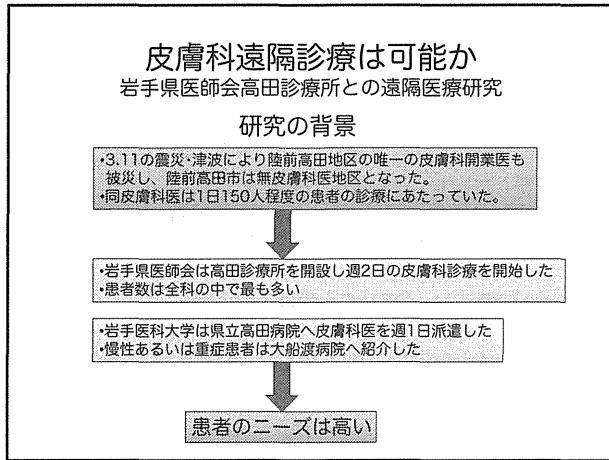 皮膚科遠隔診療は可能か
岩手県医師会高田診療所との遠隔医療研究
研究の背景
・3.11の震災・津波により陸前高田地区の唯一の皮膚科開業医も
被災し、陸前高田市は無皮膚科医地区となった。
・同皮膚科医は1日150人程度の患者の診療にあたっていた。
・岩手県医師会は高田診療所を開設し週2日の皮膚科診療を開始した
・患者数は全科の中で最も多い
・岩手医科大学は県立高田病院へ皮膚科医を週1日派遣した
・慢性あるいは重症患者は大船渡病院へ紹介した
患者のニーズは高い